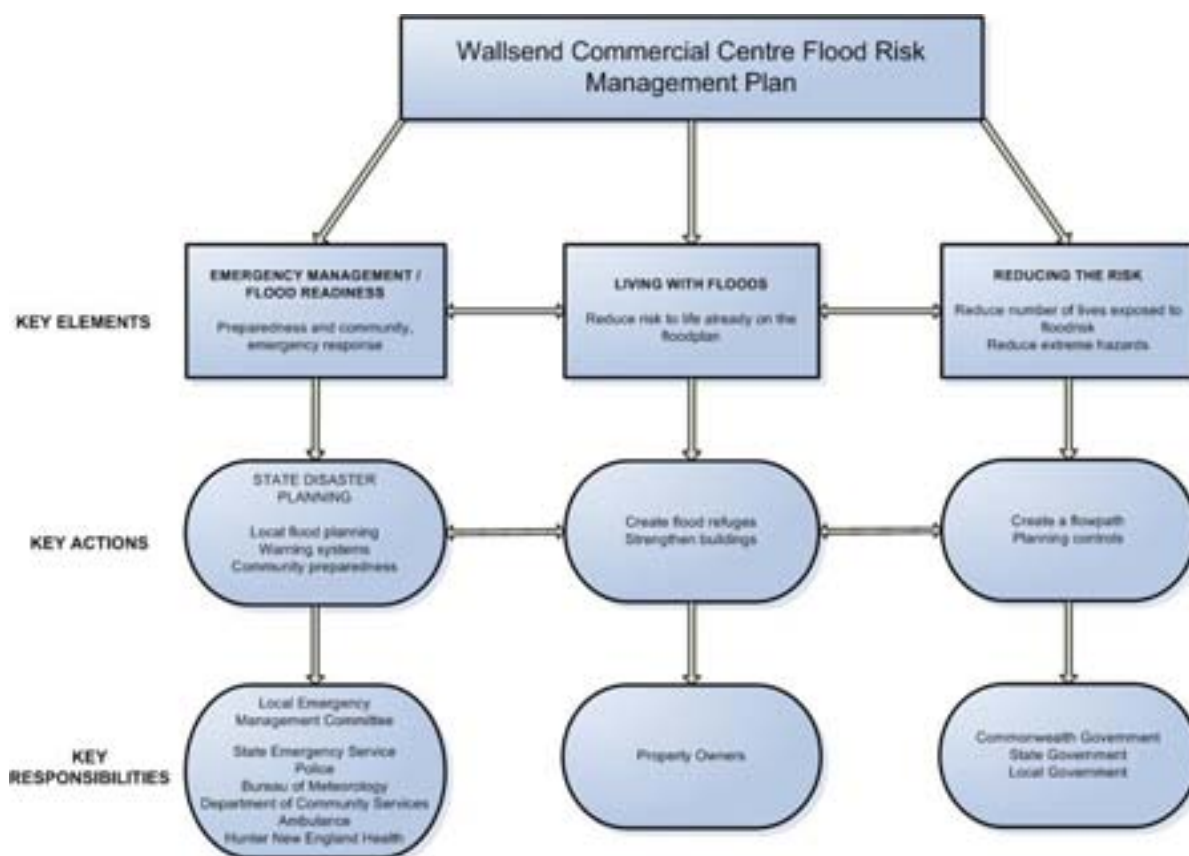 Wallsend Commercial Centre Flood Risk
Management Plan
KEY ELEMENTS
EMERGENCY MANAGEMENT /
FLOOD READINESS
Preparedness and community,
emergency response
LIVING WITH FLOODS
Reduce risk to life already on the
floodplan
REDUCING THE RISK
Reduce number of lives exposed to
floodrisk
Reduce extreme hazards
KEY ACTIONS
STATE DISASTER
PLANNING
Local flood planning
Warning systems
Community preparedness
Create flood refuges
Strengthen buildings
Create a flowpath
Planning controls
KEY
RESPONSIBILITIES
Local Emergency
Management Committee
State Emergency Service
Police
Bureau of Meteorology
Department of Community Services
Ambulance
Hunter New England Health
Property Owners
Commonwealth Government
State Government
Local Government